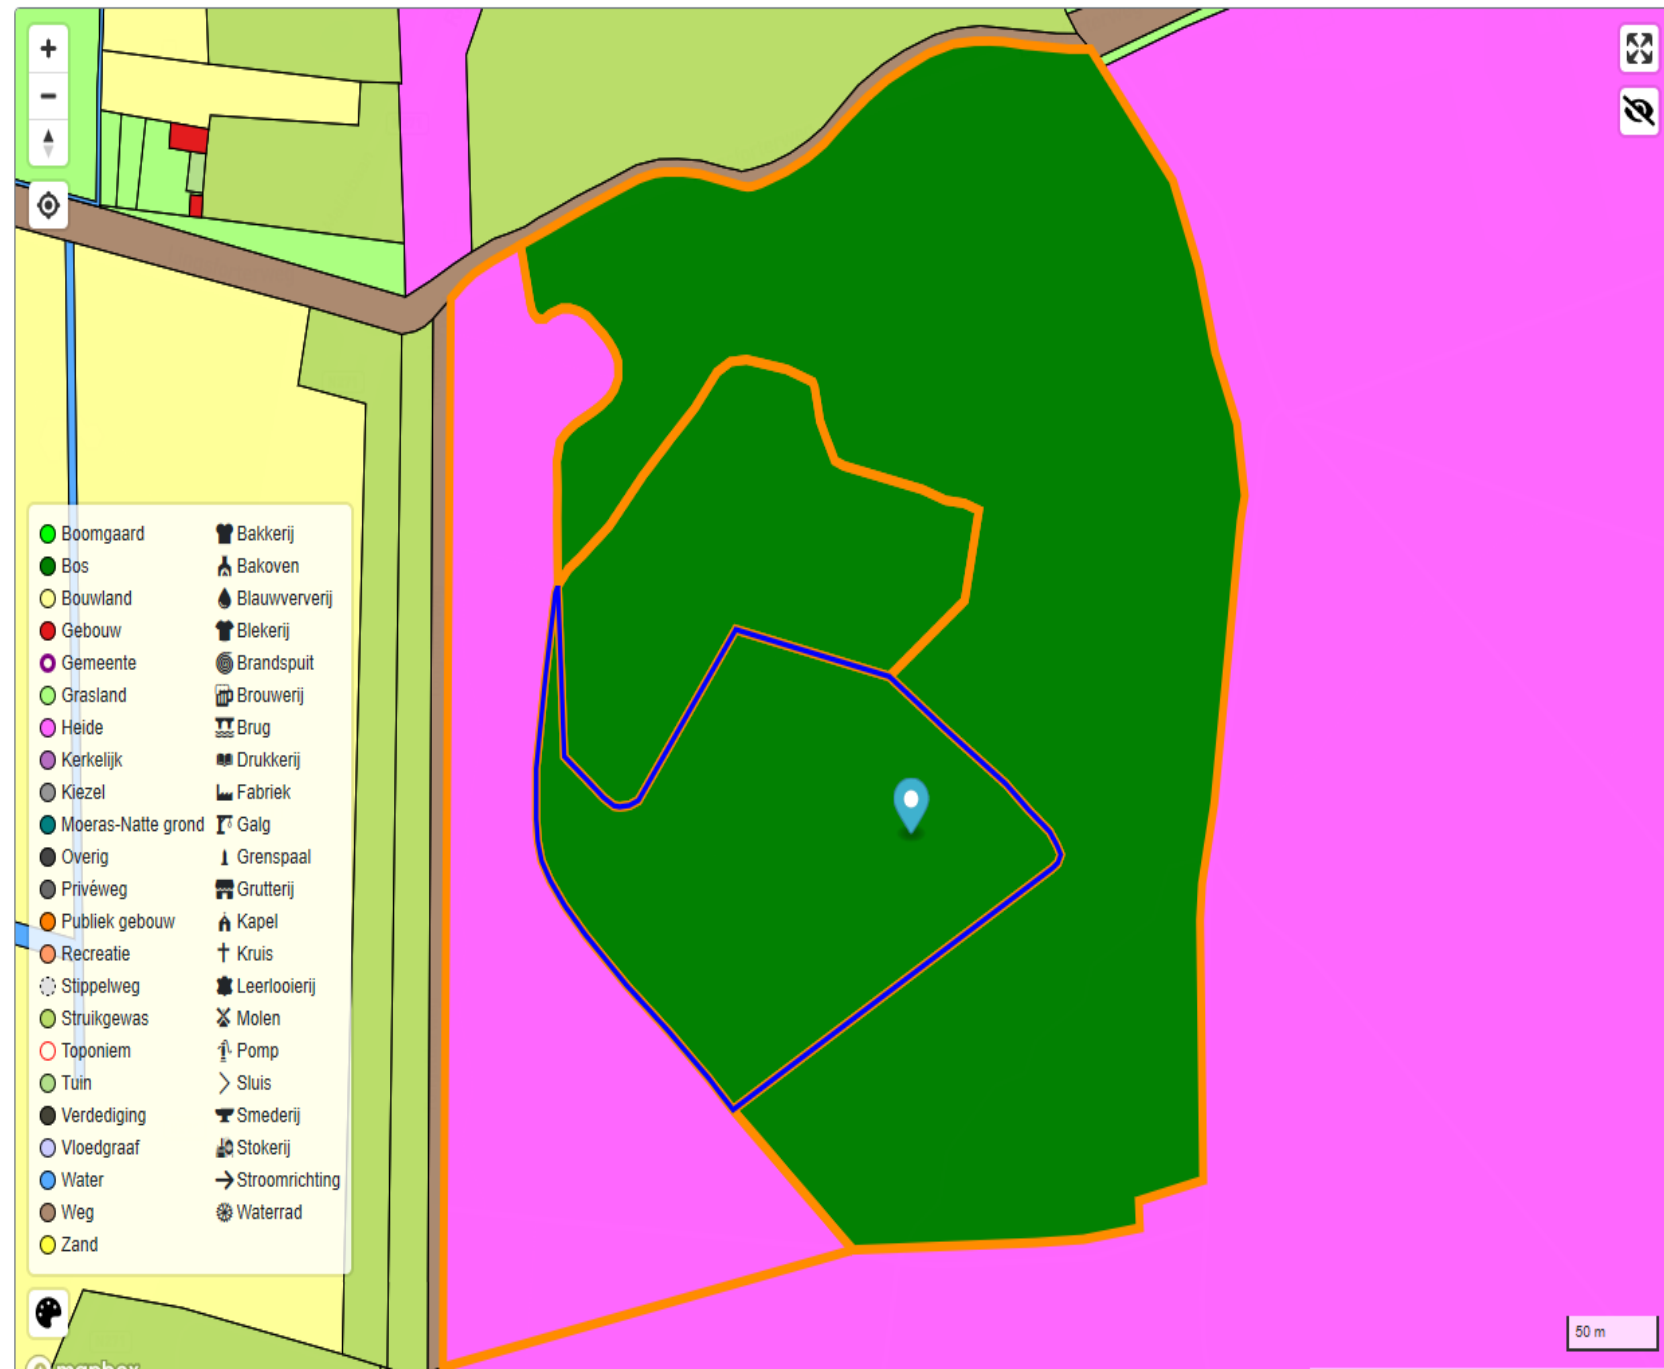 Boomgaard
Bos
Bouwland
Gebouw
Gemeente
Grasland
Heide
Kerkelijk
Kiezel
Moeras-Natte grond
Overig
Privéweg
Publiek gebouw
Recreatie
Stippelweg
Struikgewas
Toponiem
Tuin
Verdediging
Vloedgraaf
Water
Weg
Zand
Bakkerij
Bakoven
Blauwververij
Blekerij
Brandspuit
Brouwerij
Brug
Drukkerij
Fabriek
Galg
Grenspaal
Grutterij
Kapel
Kruis
Leerlooierij
Molen
Pomp
Sluis
Smederij
Stokerij
Stroomrichting
Waterrad
50 m
mapbox